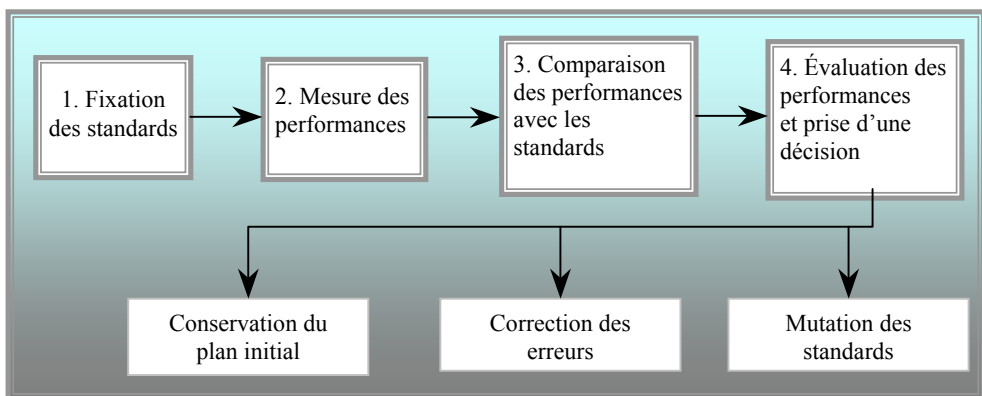 1. Fixation
des standards
2. Mesure des
performances
3. Comparaison
des performances
avec les
standards
4. Évaluation des
performances
et prise d’une
décision
Conservation du
plan initial
Correction des
erreurs
Mutation des
standards